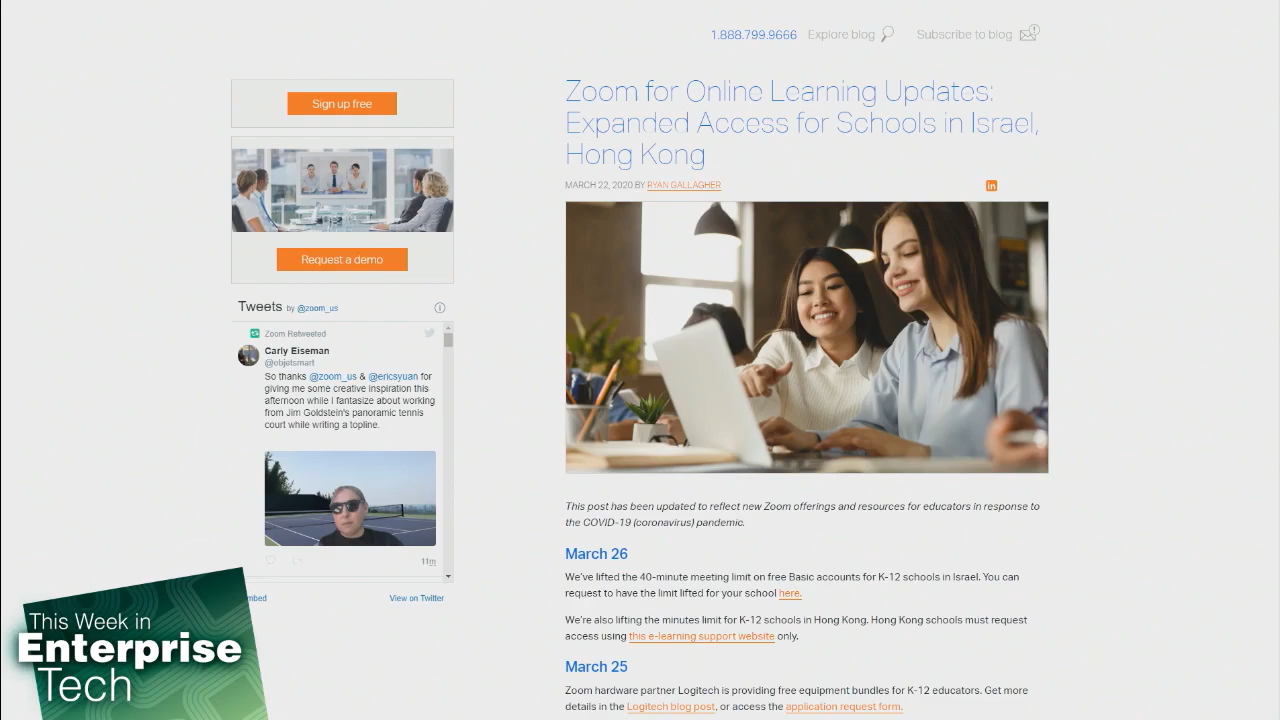 1.888.799.9666 Explore blog Subscribe to blog
Sign up free
Request a demo
Tweets by @zoom_us
Zoom Retweeted
Carly Eiseman
@ebjetsmart
So thanks @zoom_us & @ericsyuan for
giving me some creative inspiration this
afternoon while I fantasize about working
from Jim Goldstein's panoramic tennis
court while writing a topline.
11m
View on Twitter
Zoom for Online Learning Updates:
Expanded Access for Schools in Israel,
Hong Kong
MARCH 22, 2020 BY RYAN GALLAGHER
in
This post has been updated to reflect new Zoom offerings and resources for educators in response to
the COVID-19 (coronavirus) pandemic.
March 26
We've lifted the 40-minute meeting limit on free Basic accounts for K-12 schools in Israel. You can
request to have the limit lifted for your school here.
We're also lifting the minutes limit for K-12 schools in Hong Kong. Hong Kong schools must request
access using this e-learning support website only.
March 25
Zoom hardware partner Logitech is providing free equipment bundles for K-12 educators. Get more
details in the Logitech blog post, or access the application request form.
This Week in
Enterprise
Tech